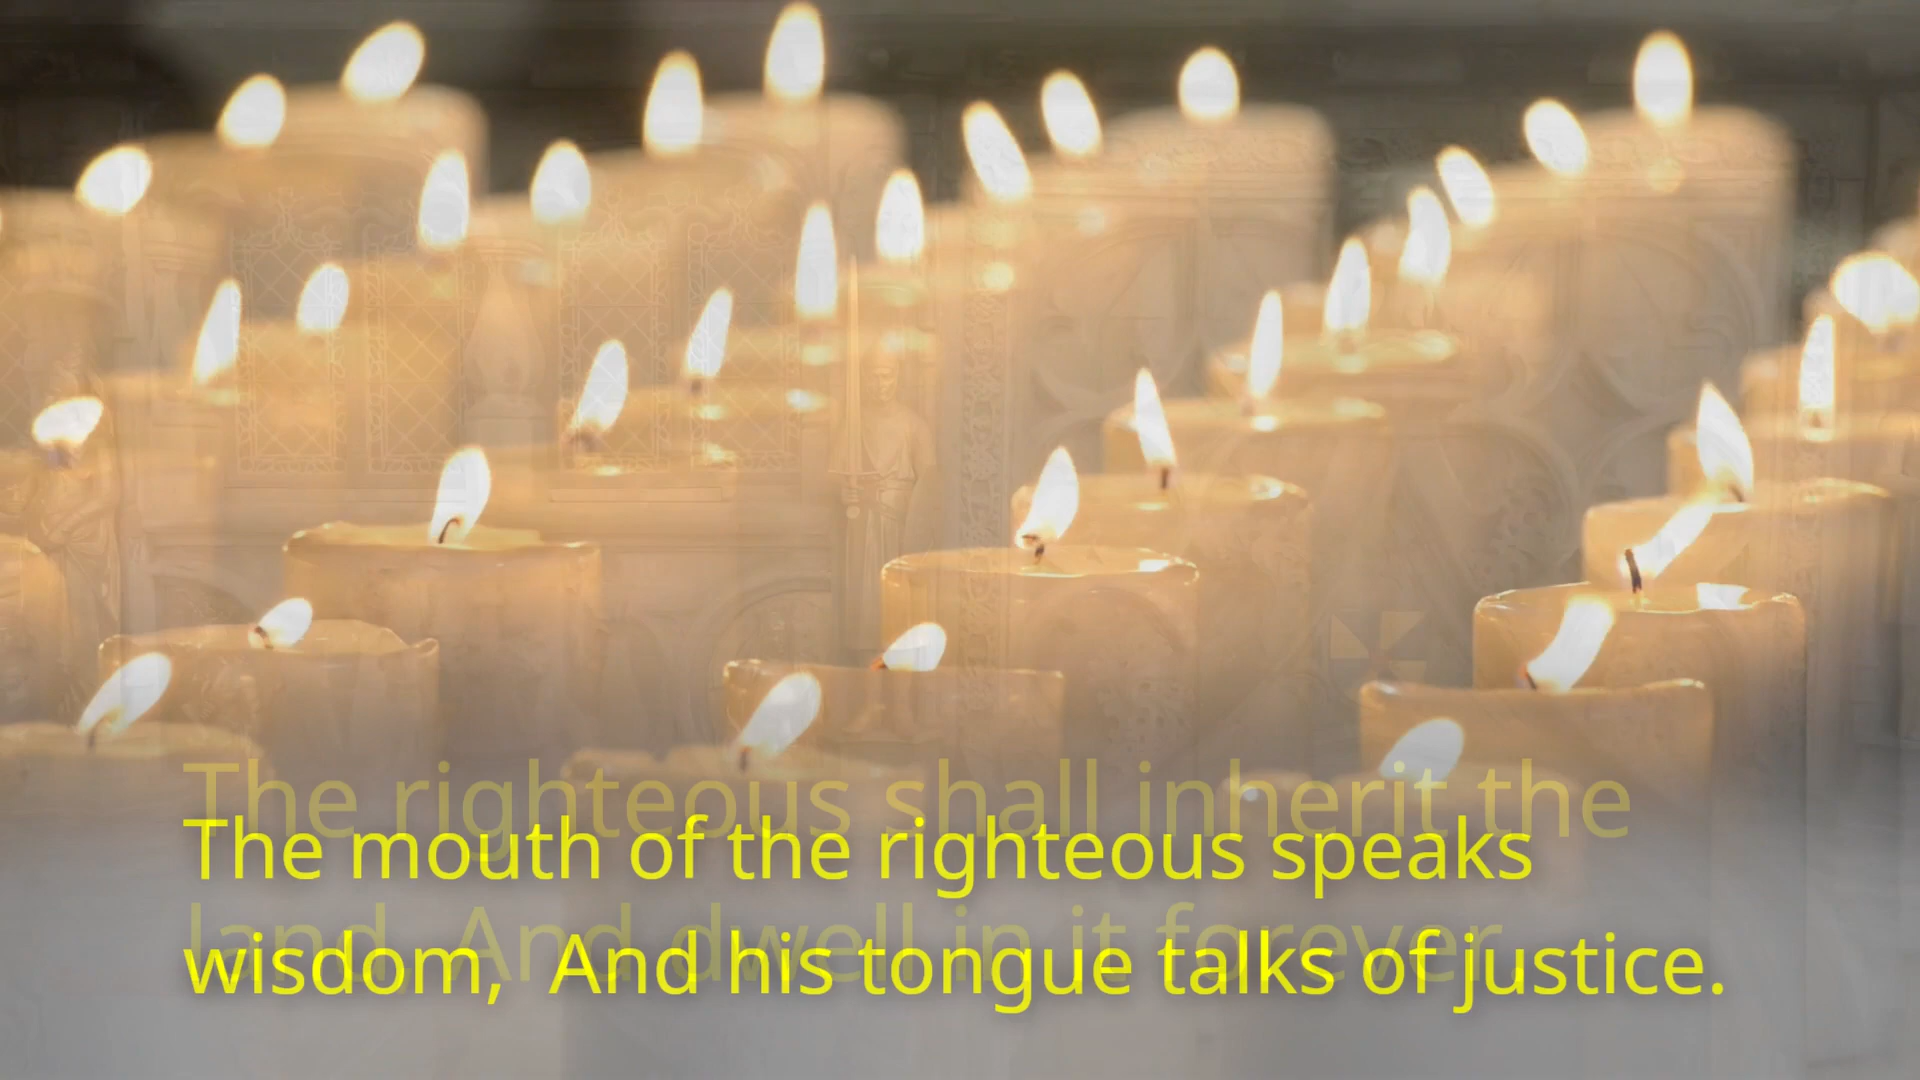 The righteous shall inherit the
land, And dwell in it forever.
The mouth of the righteous speaks
wisdom, And his tongue talks of justice.